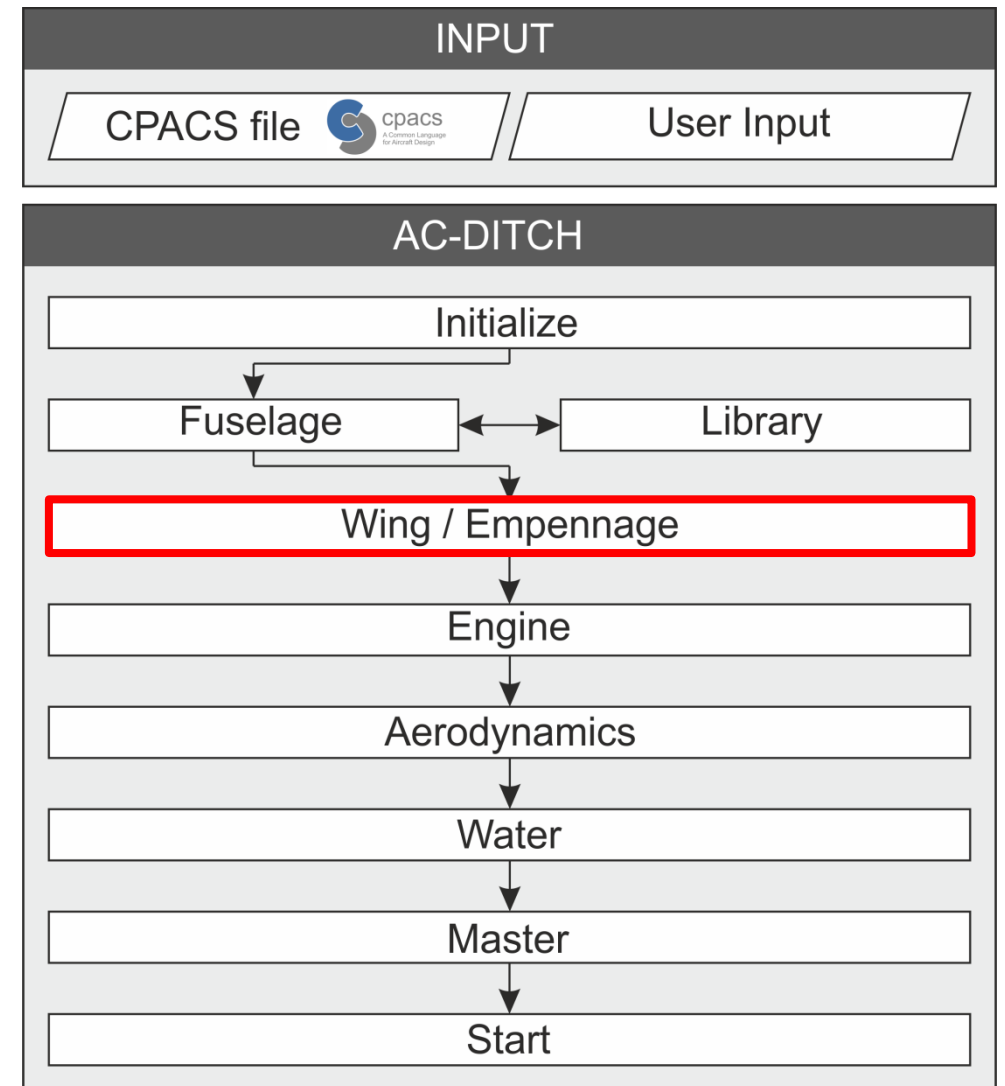 INPUT
CPACS file
cpacs
A Common Language
for Aircraft Design
User Input
AC-DITCH
Initialize
Fuselage
Library
Wing / Empennage
Engine
Aerodynamics
Water
Master
Start